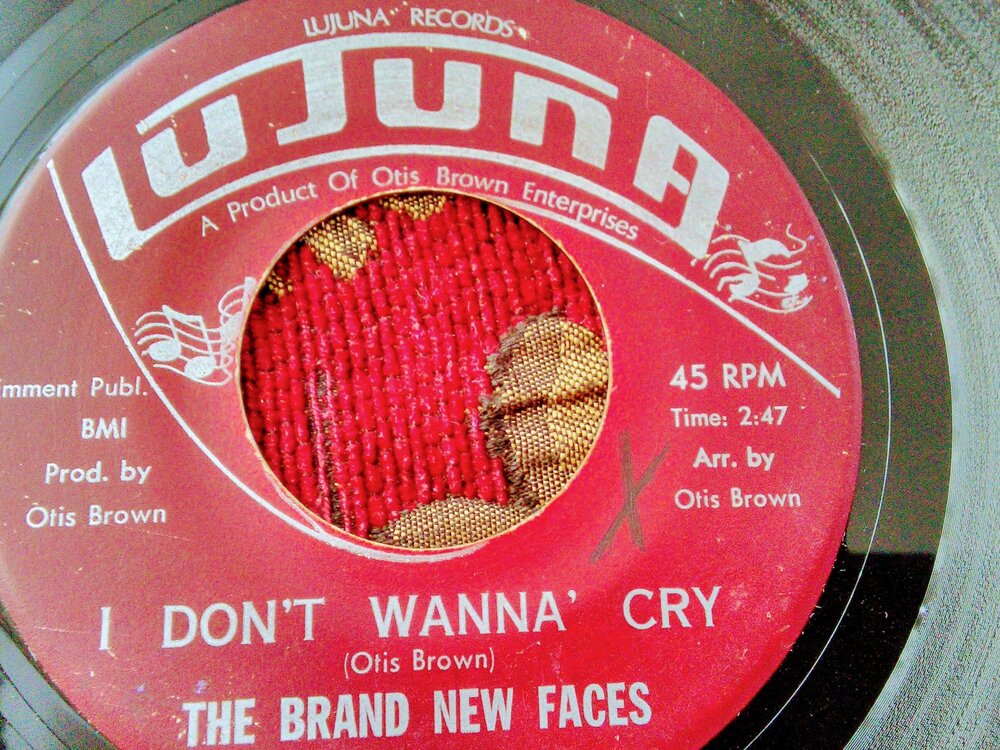 LUJUNA RECORDS
LUJUNA
A Product Of Otis Brown Enterprises
Publ.
BMI
Prod. by
Otis Brown
45 RPM
Time: 2:47
Arr. by
Otis Brown
X
I DON'T WANNA' CRY
(Otis Brown)
THE BRAND NEW FACES